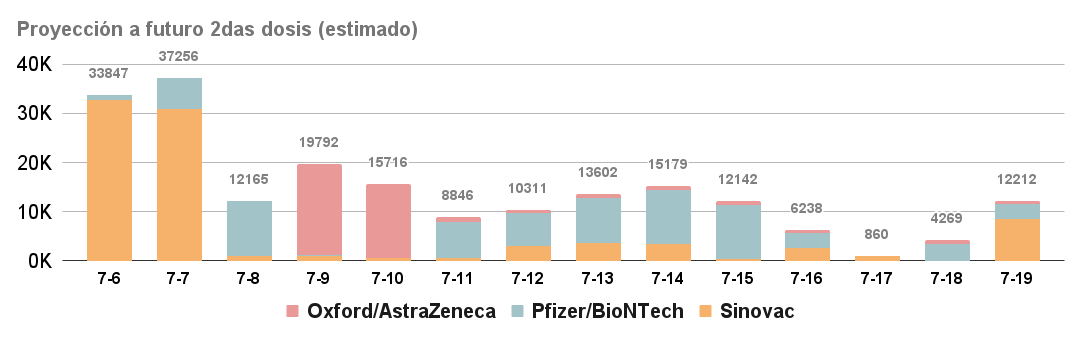 Proyección a futuro 2das dosis (estimado)
40K
30K
20K
10K
0K
33847
37256
12165
19792
15716
8846
10311
13602
15179
12142
6238
860
4269
12212
7-6 7-7 7-8 7-9 7-10 7-11 7-12 7-13 7-14 7-15 7-16 7-17 7-18 7-19
Oxford/AstraZeneca Pfizer/BioNTech Sinovac